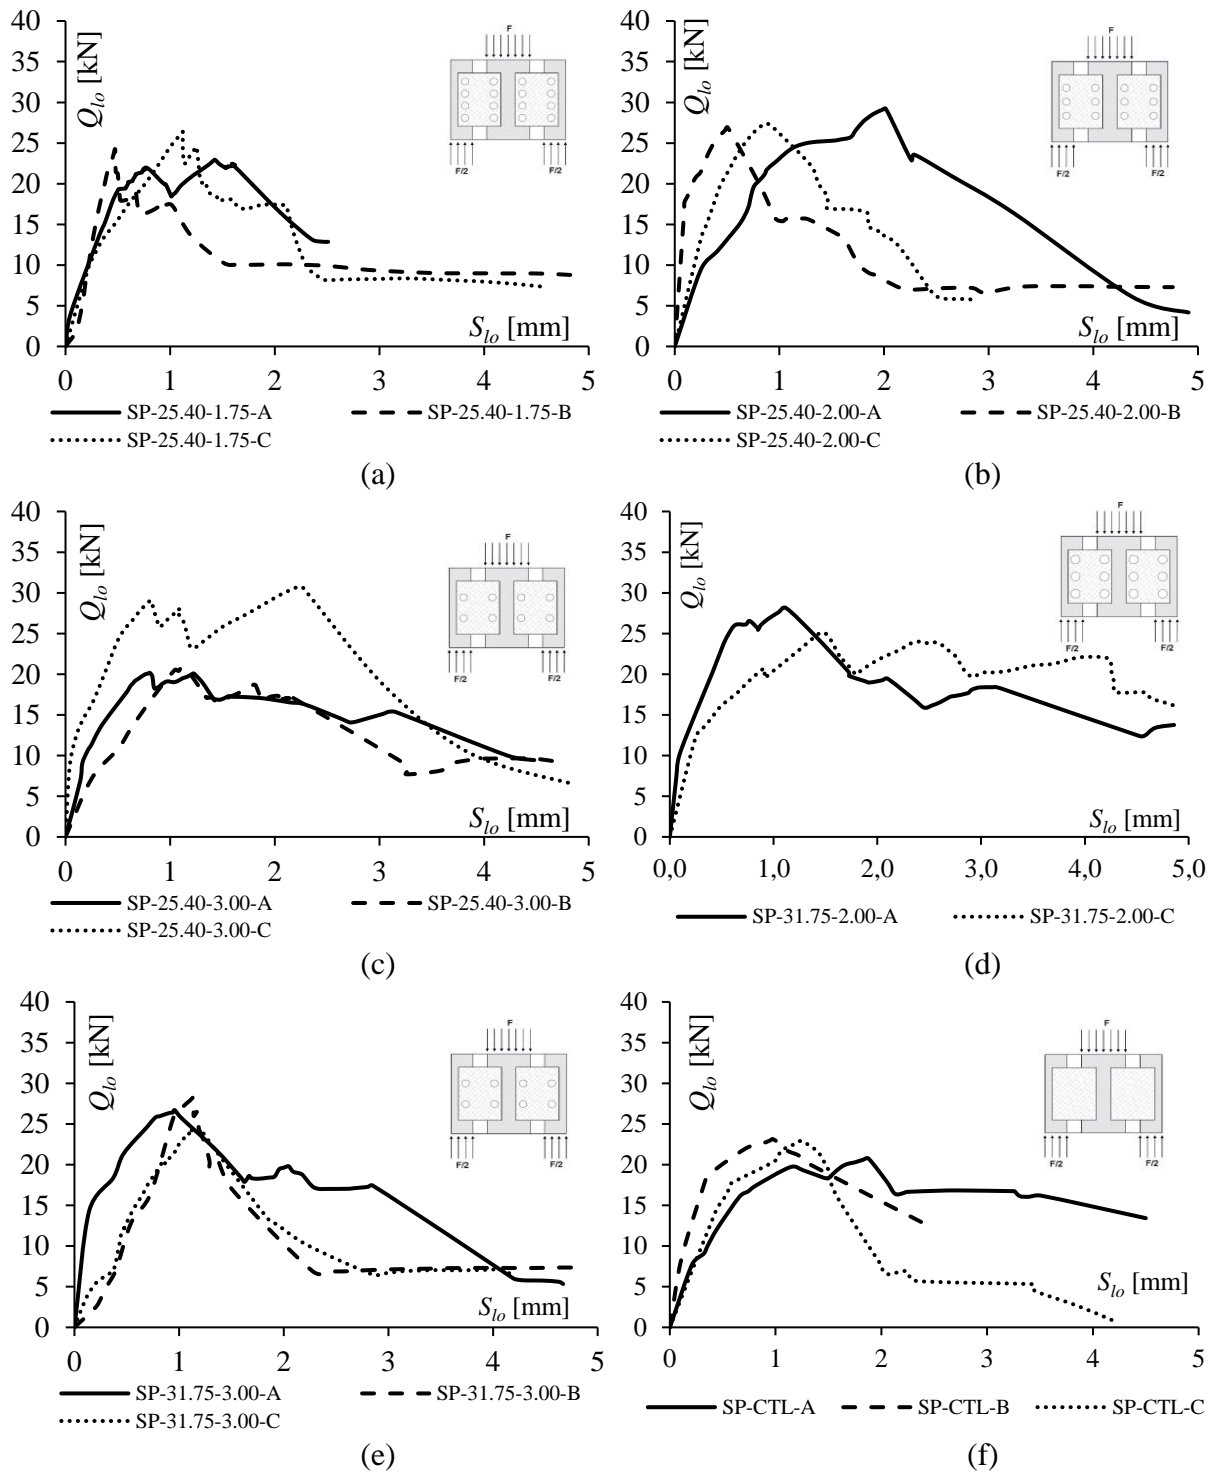 Q_lo [kN]
40
35
30
25
20
15
10
5
0
0 1 2 3 4 5
S_lo [mm]
F
F/2 F/2
SP-25.40-1.75-A SP-25.40-1.75-B
SP-25.40-1.75-C
(a)
Q_lo [kN]
40
35
30
25
20
15
10
5
0
0 1 2 3 4 5
S_lo [mm]
F
F/2 F/2
SP-25.40-2.00-A SP-25.40-2.00-B
SP-25.40-2.00-C
(b)
Q_lo [kN]
40
35
30
25
20
15
10
5
0
0 1 2 3 4 5
S_lo [mm]
F
F/2 F/2
SP-25.40-3.00-A SP-25.40-3.00-B
SP-25.40-3.00-C
(c)
Q_lo [kN]
40
35
30
25
20
15
10
5
0
0,0 1,0 2,0 3,0 4,0 5,0
S_lo [mm]
F
F/2 F/2
SP-31.75-2.00-A SP-31.75-2.00-C
(d)
Q_lo [kN]
40
35
30
25
20
15
10
5
0
0 1 2 3 4 5
S_lo [mm]
F
F/2 F/2
SP-31.75-3.00-A SP-31.75-3.00-B
SP-31.75-3.00-C
(e)
Q_lo [kN]
40
35
30
25
20
15
10
5
0
0 1 2 3 4 5
S_lo [mm]
F
F/2 F/2
SP-CTL-A SP-CTL-B SP-CTL-C
(f)